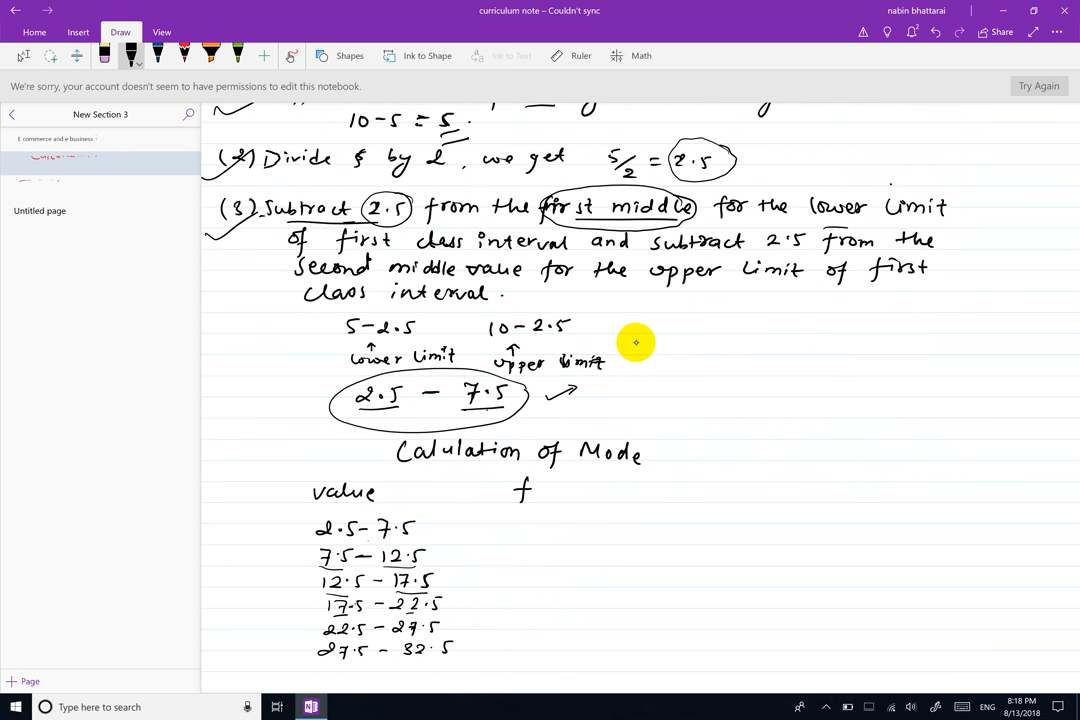 curriculum note – Couldn't sync
nabin bhattarai
Home Insert Draw View
Share
Shapes Ink to Shape Ink to Text Ruler Math
We're sorry, your account doesn't seem to have permissions to edit this notebook.
Try Again
New Section 3
E commerce and e business
Untitled page
10-5 = 5.
(2) Divide 5 by 2, we get 5/2 = 2.5
(3) Subtract 2.5 from the first middle for the lower limit
of first class interval and subtract 2.5 from the
second middle value for the upper limit of first
class interval.
5-2.5 10-2.5
↑ ↑
lower limit upper limit
2.5 - 7.5
Calulation of Mode
value f
2.5-7.5
7.5-12.5
12.5-17.5
17.5-22.5
22.5-27.5
27.5-32.5
+ Page
Type here to search
ENG
8:18 PM
8/13/2018